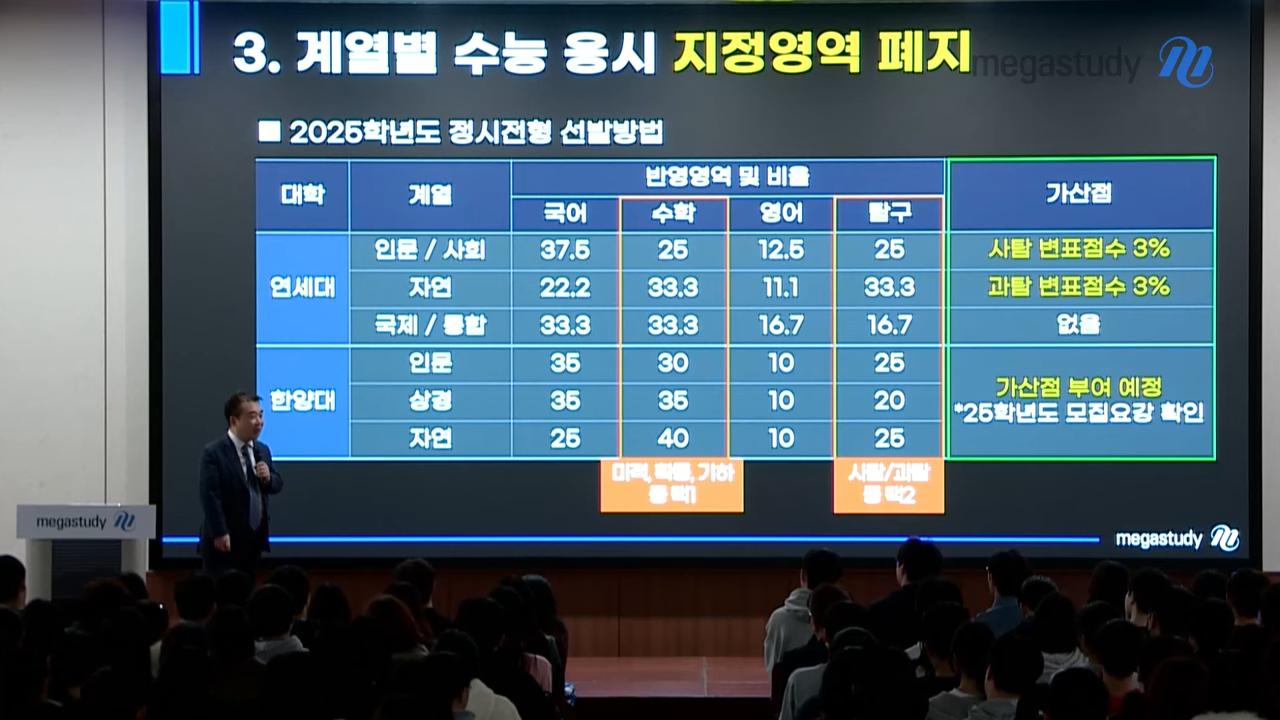 3. 계열별 수능 응시 지정영역 폐지
megastudy
■ 2025학년도 정시전형 선발방법
대학 계열 반영영역 및 비율 가산점
국어 수학 영어 탐구
연세대 인문 / 사회 37.5 25 12.5 25 사탐 변표점수 3%
자연 22.2 33.3 11.1 33.3 과탐 변표점수 3%
국제 / 통합 33.3 33.3 16.7 16.7 없음
한양대 인문 35 30 10 25 가산점 부여 예정
*25학년도 모집요강 확인
상경 35 35 10 20
자연 25 40 10 25
미적, 확통, 기하
중 택1
사탐/과탐
중 택2
megastudy
megastudy